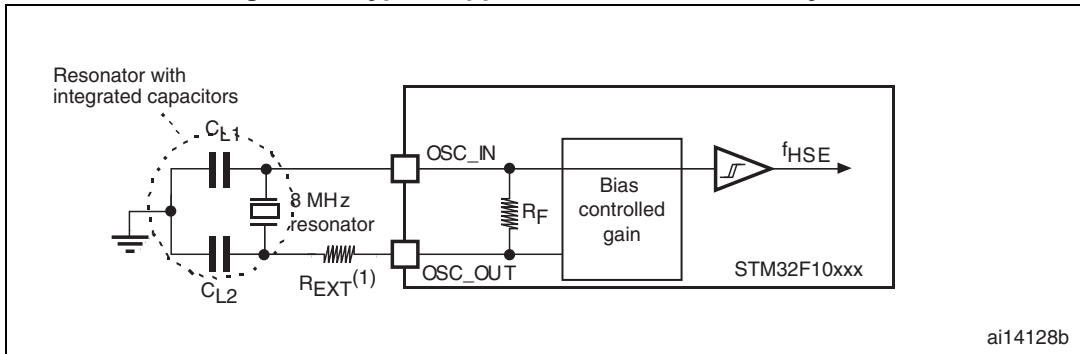 Resonator with
integrated capacitors
CL1
OSC_IN
fHSE
8 MHz
resonator
RF
Bias
controlled
gain
OSC_OUT
STM32F10xxx
REXT(1)
CL2
ai14128b